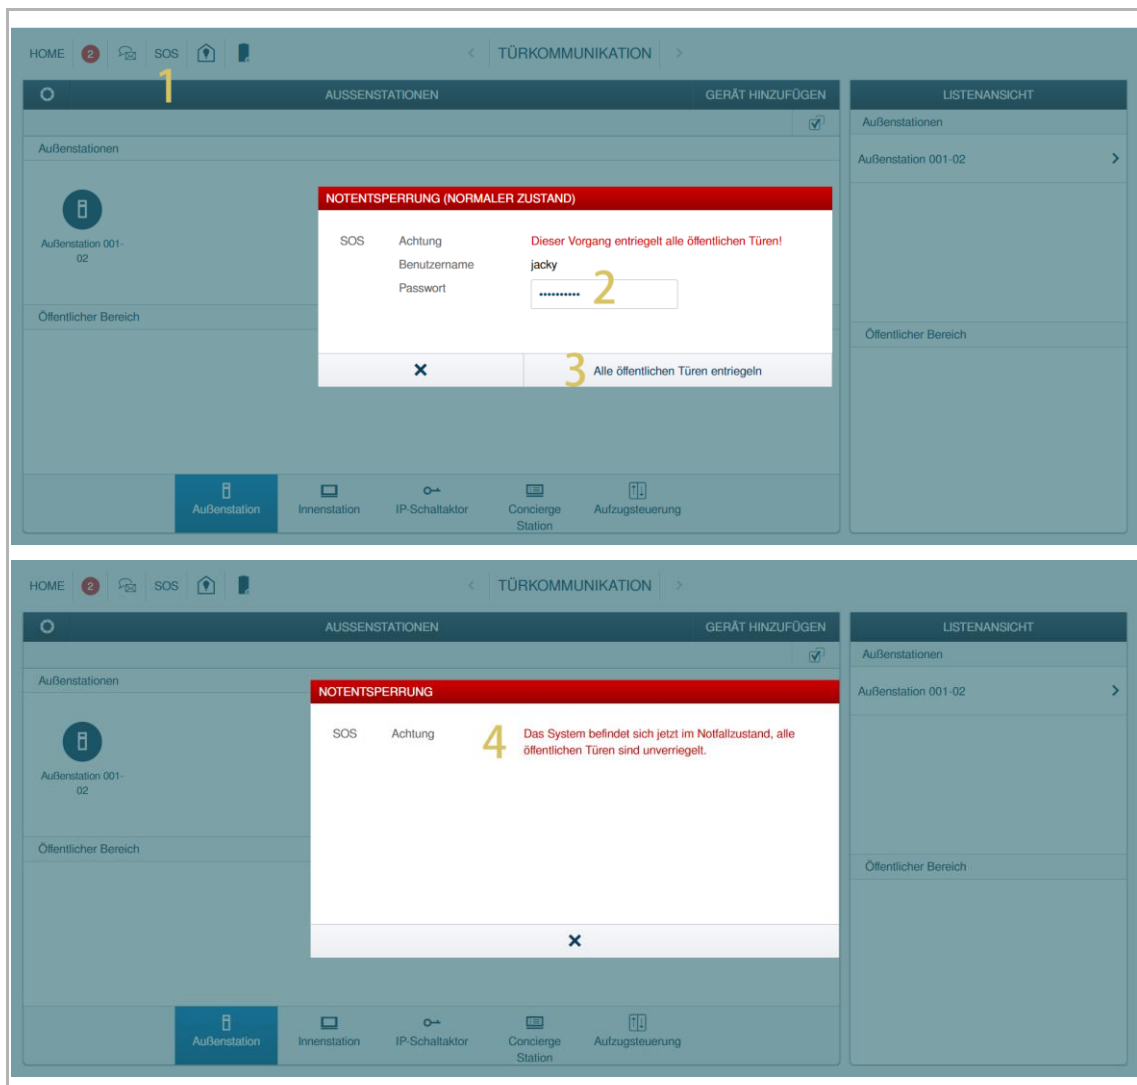 HOME 2 SOS < TÜRKOMMUNIKATION >
1
AUSSENSTATIONEN GERÄT HINZUFÜGEN LISTENANSICHT
Außenstationen
Außenstationen
Außenstation 001-02
Außenstation 001-
02
NOTENTSPERRUNG (NORMALER ZUSTAND)
SOS Achtung Dieser Vorgang entriegelt alle öffentlichen Türen!
Benutzername jacky
Passwort •••••••••• 2
3 Alle öffentlichen Türen entriegeln
Öffentlicher Bereich
Öffentlicher Bereich
Außenstation Innenstation IP-Schaltaktor Concierge Station Aufzugsteuerung
HOME 2 SOS < TÜRKOMMUNIKATION >
AUSSENSTATIONEN GERÄT HINZUFÜGEN LISTENANSICHT
Außenstationen
Außenstationen
Außenstation 001-02
Außenstation 001-
02
NOTENTSPERRUNG
SOS Achtung 4 Das System befindet sich jetzt im Notfallzustand, alle
öffentlichen Türen sind unverriegelt.
Öffentlicher Bereich
Öffentlicher Bereich
Außenstation Innenstation IP-Schaltaktor Concierge Station Aufzugsteuerung